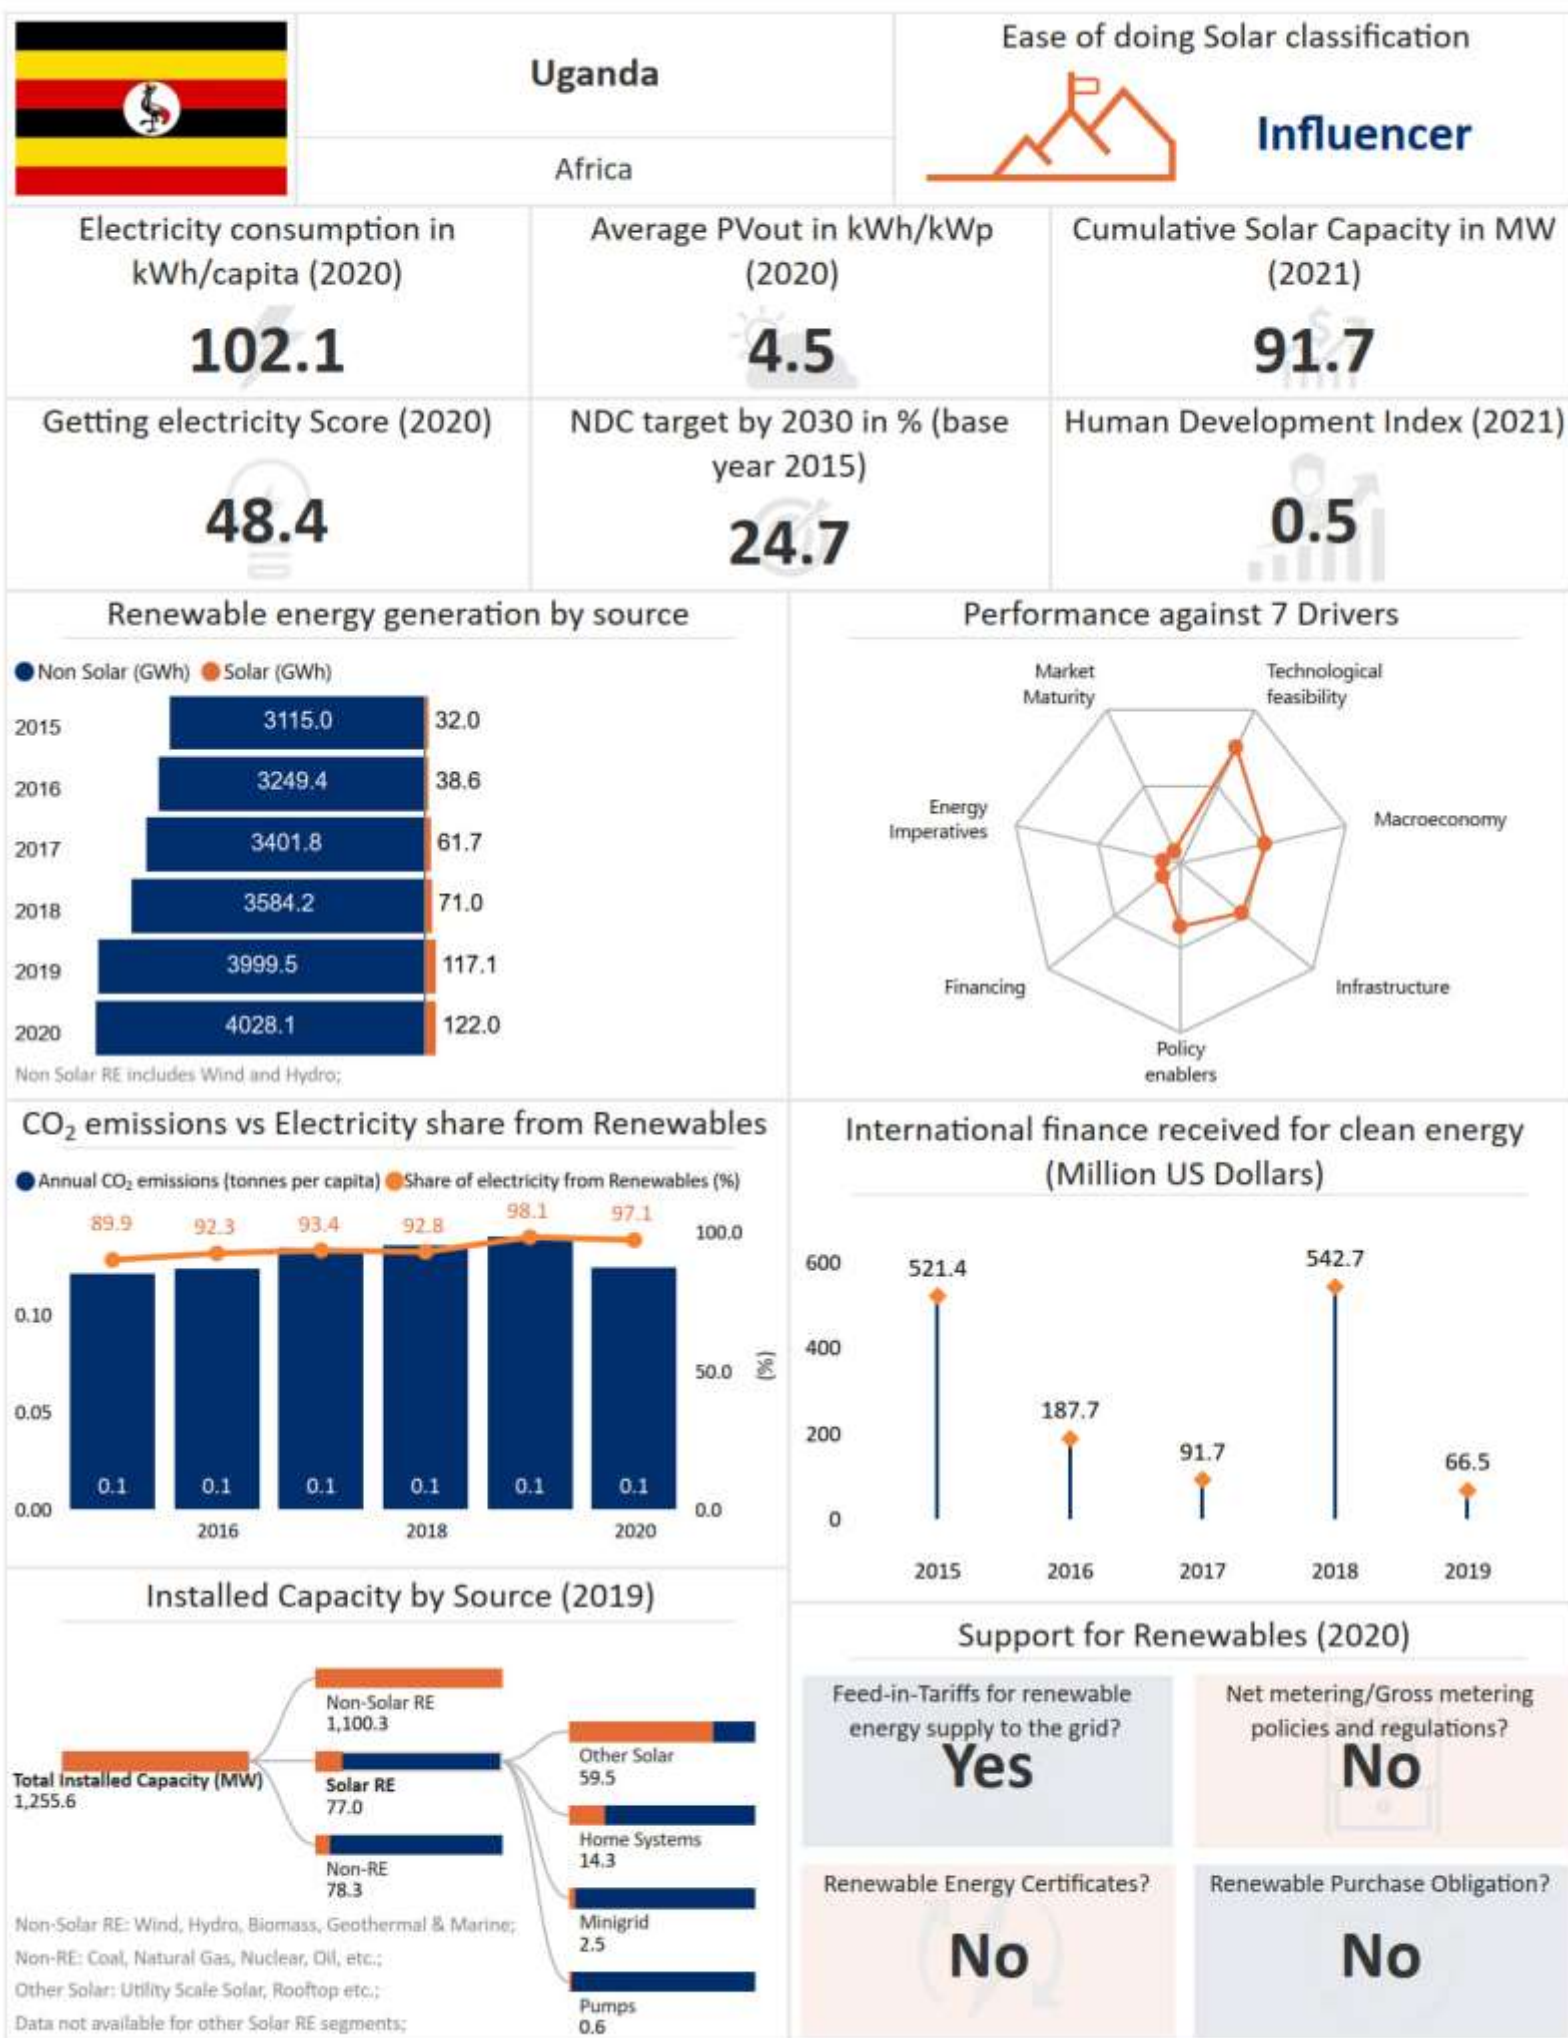 Uganda
Africa
Ease of doing Solar classification
Influencer
Electricity consumption in
kWh/capita (2020)
102.1
Average PVout in kWh/kWp
(2020)
4.5
Cumulative Solar Capacity in MW
(2021)
91.7
Getting electricity Score (2020)
48.4
NDC target by 2030 in % (base
year 2015)
24.7
Human Development Index (2021)
0.5
Renewable energy generation by source
Non Solar (GWh) Solar (GWh)
2015 3115.0 32.0
2016 3249.4 38.6
2017 3401.8 61.7
2018 3584.2 71.0
2019 3999.5 117.1
2020 4028.1 122.0
Non Solar RE includes Wind and Hydro;
Performance against 7 Drivers
Market
Maturity
Technological
feasibility
Energy
Imperatives
Macroeconomy
Financing
Infrastructure
Policy
enablers
CO₂ emissions vs Electricity share from Renewables
Annual CO₂ emissions (tonnes per capita) Share of electricity from Renewables (%)
89.9 92.3 93.4 92.8 98.1 97.1
100.0
0.10
50.0
(%)
0.05
0.1 0.1 0.1 0.1 0.1 0.1
0.00 0.0
2016 2018 2020
International finance received for clean energy
(Million US Dollars)
600
521.4
542.7
400
187.7
200
91.7
66.5
0
2015 2016 2017 2018 2019
Installed Capacity by Source (2019)
Total Installed Capacity (MW)
1,255.6
Non-Solar RE
1,100.3
Solar RE
77.0
Non-RE
78.3
Other Solar
59.5
Home Systems
14.3
Minigrid
2.5
Pumps
0.6
Non-Solar RE: Wind, Hydro, Biomass, Geothermal & Marine;
Non-RE: Coal, Natural Gas, Nuclear, Oil, etc.;
Other Solar: Utility Scale Solar, Rooftop etc.;
Data not available for other Solar RE segments;
Support for Renewables (2020)
Feed-in-Tariffs for renewable
energy supply to the grid?
Yes
Net metering/Gross metering
policies and regulations?
No
Renewable Energy Certificates?
No
Renewable Purchase Obligation?
No